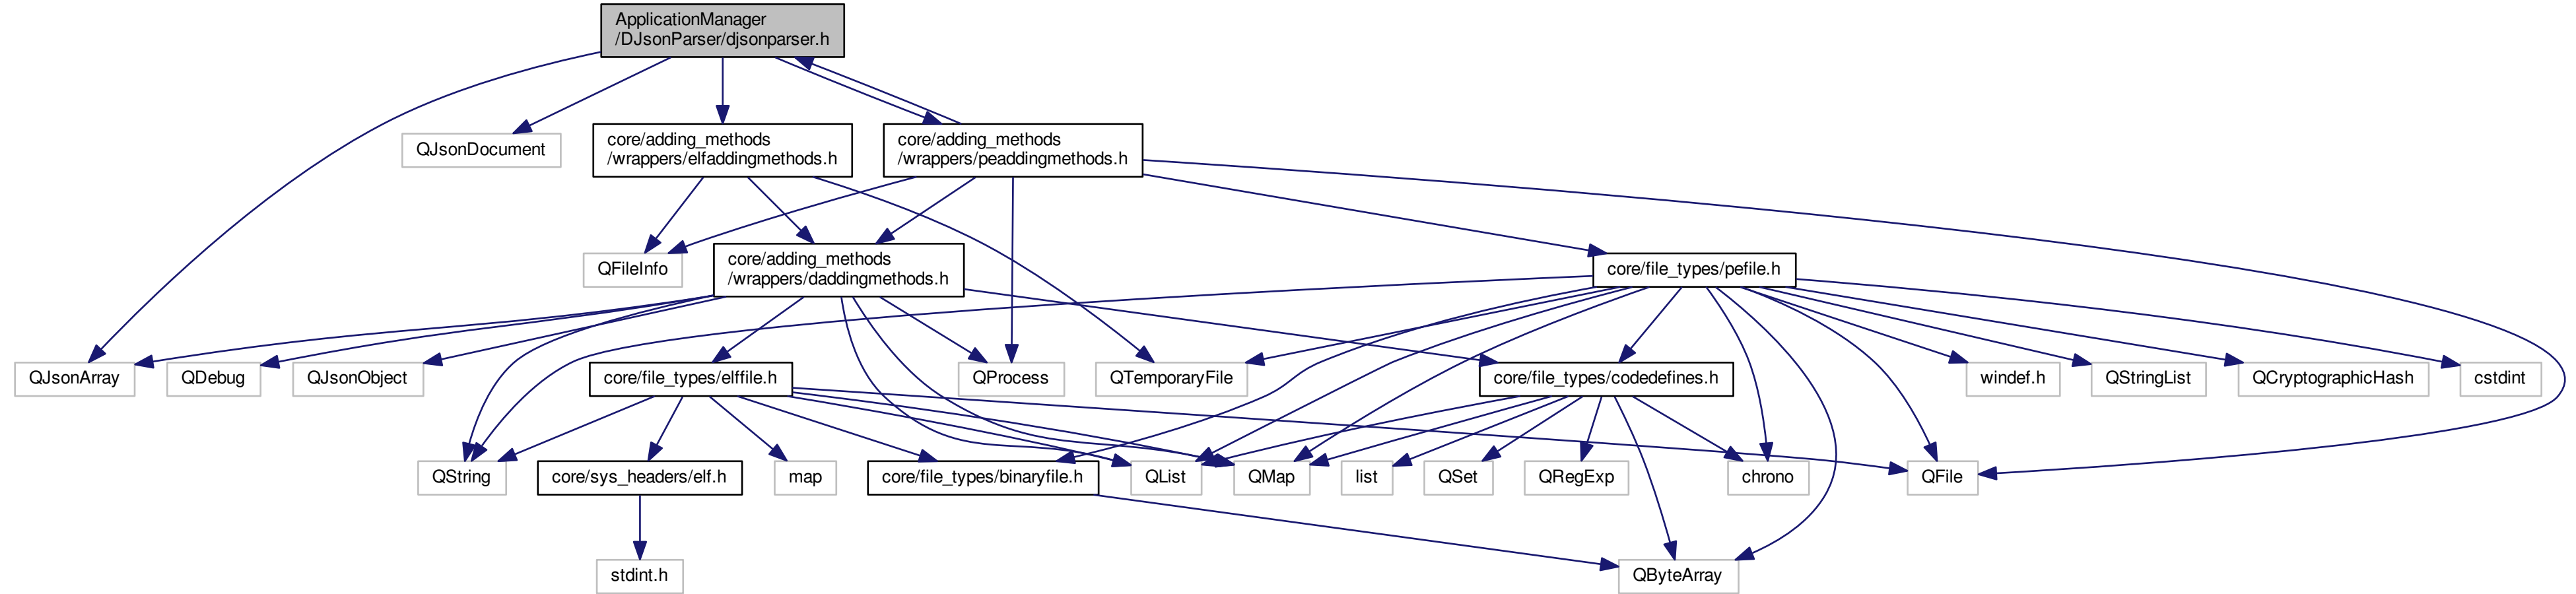 ApplicationManager
/DJsonParser/djsonparser.h
QJsonDocument
core/adding_methods
/wrappers/elfaddingmethods.h
core/adding_methods
/wrappers/peaddingmethods.h
QFileInfo
core/adding_methods
/wrappers/daddingmethods.h
core/file_types/pefile.h
QJsonArray
QDebug
QJsonObject
core/file_types/elffile.h
QProcess
QTemporaryFile
core/file_types/codedefines.h
windef.h
QStringList
QCryptographicHash
cstdint
QString
core/sys_headers/elf.h
map
core/file_types/binaryfile.h
QList
QMap
list
QSet
QRegExp
chrono
QFile
stdint.h
QByteArray